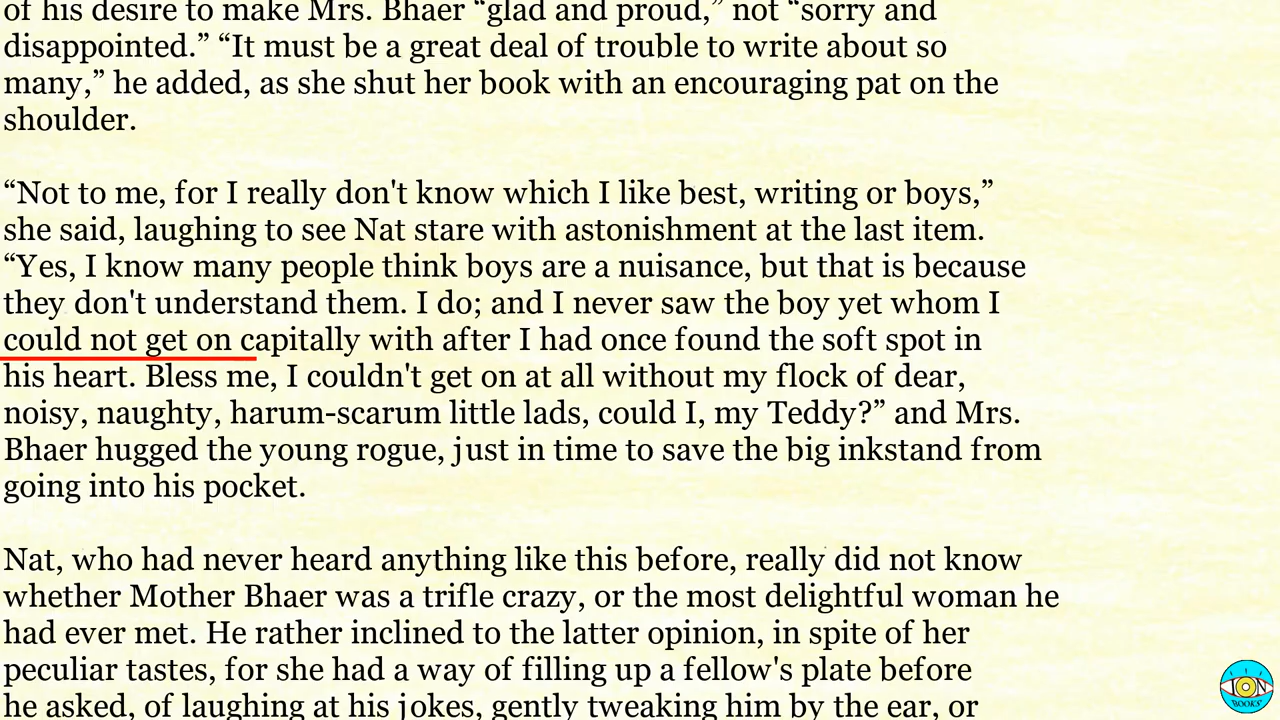 of his desire to make Mrs. Bhaer “glad and proud,” not “sorry and
disappointed.” “It must be a great deal of trouble to write about so
many,” he added, as she shut her book with an encouraging pat on the
shoulder.
“Not to me, for I really don't know which I like best, writing or boys,”
she said, laughing to see Nat stare with astonishment at the last item.
“Yes, I know many people think boys are a nuisance, but that is because
they don't understand them. I do; and I never saw the boy yet whom I
could not get on capitally with after I had once found the soft spot in
his heart. Bless me, I couldn't get on at all without my flock of dear,
noisy, naughty, harum-scarum little lads, could I, my Teddy?” and Mrs.
Bhaer hugged the young rogue, just in time to save the big inkstand from
going into his pocket.
Nat, who had never heard anything like this before, really did not know
whether Mother Bhaer was a trifle crazy, or the most delightful woman he
had ever met. He rather inclined to the latter opinion, in spite of her
peculiar tastes, for she had a way of filling up a fellow's plate before
he asked, of laughing at his jokes, gently tweaking him by the ear, or
ION
BOOKS